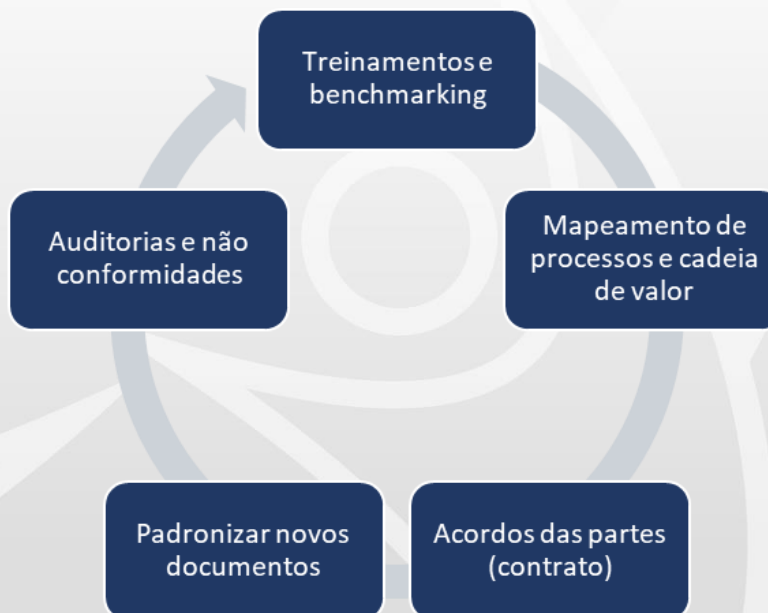 Treinamentos e
benchmarking
Mapeamento de
processos e cadeia
de valor
Acordos das partes
(contrato)
Padronizar novos
documentos
Auditorias e não
conformidades